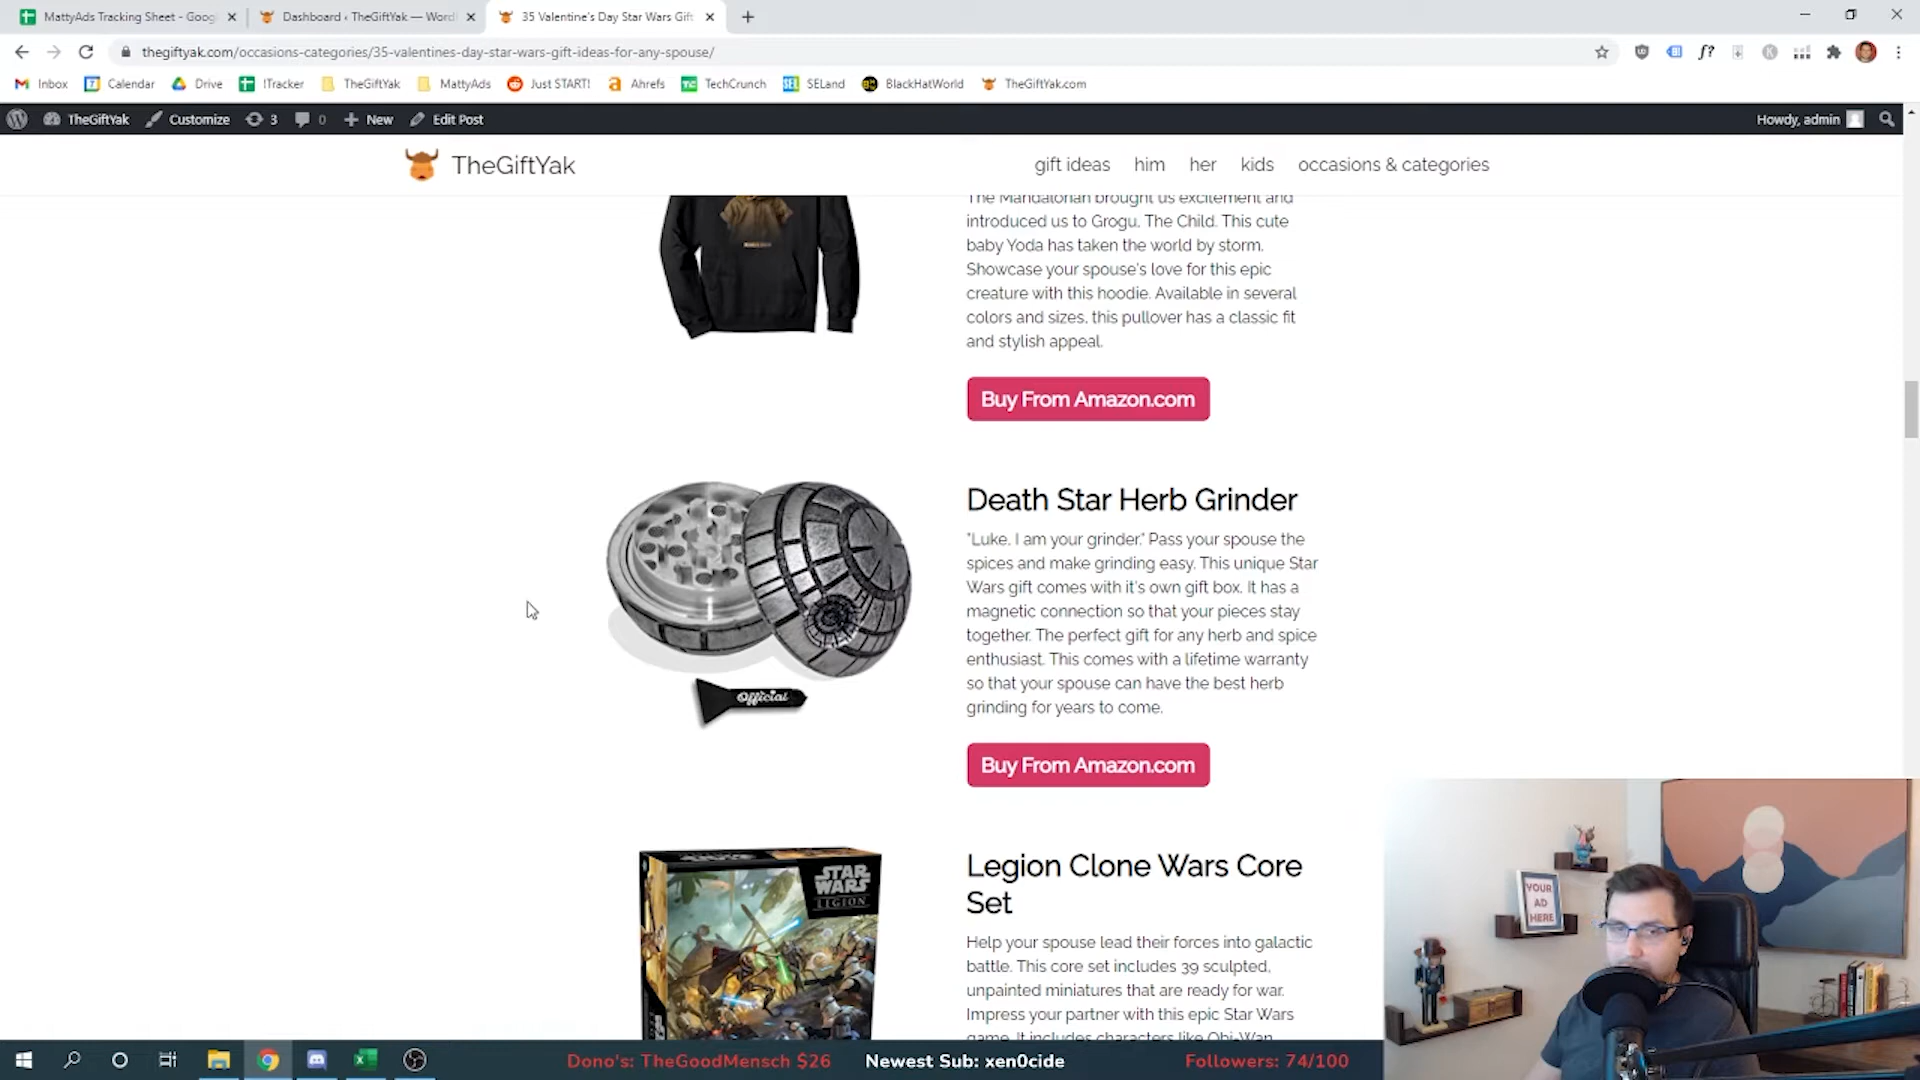 MattyAds Tracking Sheet - Goog
Dashboard ‹ TheGiftYak — Word
35 Valentine's Day Star Wars Gift
thegiftyak.com/occasions-categories/35-valentines-day-star-wars-gift-ideas-for-any-spouse/
f?
Inbox
Calendar
Drive
!Tracker
TheGiftYak
MattyAds
Just START!
Ahrefs
TechCrunch
SELand
BlackHatWorld
TheGiftYak.com
TheGiftYak
Customize
3
0
New
Edit Post
Howdy, admin
TheGiftYak
gift ideas
him
her
kids
occasions & categories
The Mandalorian brought us excitement and
introduced us to Grogu, The Child. This cute
baby Yoda has taken the world by storm.
Showcase your spouse's love for this epic
creature with this hoodie. Available in several
colors and sizes, this pullover has a classic fit
and stylish appeal.
Buy From Amazon.com
Death Star Herb Grinder
"Luke, I am your grinder." Pass your spouse the
spices and make grinding easy. This unique Star
Wars gift comes with it's own gift box. It has a
magnetic connection so that your pieces stay
together. The perfect gift for any herb and spice
enthusiast. This comes with a lifetime warranty
so that your spouse can have the best herb
grinding for years to come.
Official
Buy From Amazon.com
Legion Clone Wars Core
Set
STAR
WARS
LEGION
Help your spouse lead their forces into galactic
battle. This core set includes 39 sculpted,
unpainted miniatures that are ready for war.
Impress your partner with this epic Star Wars
game. It includes characters like Obi-Wan
YOUR
AD
HERE
Dono's: TheGoodMensch $26
Newest Sub: xen0cide
Followers: 74/100